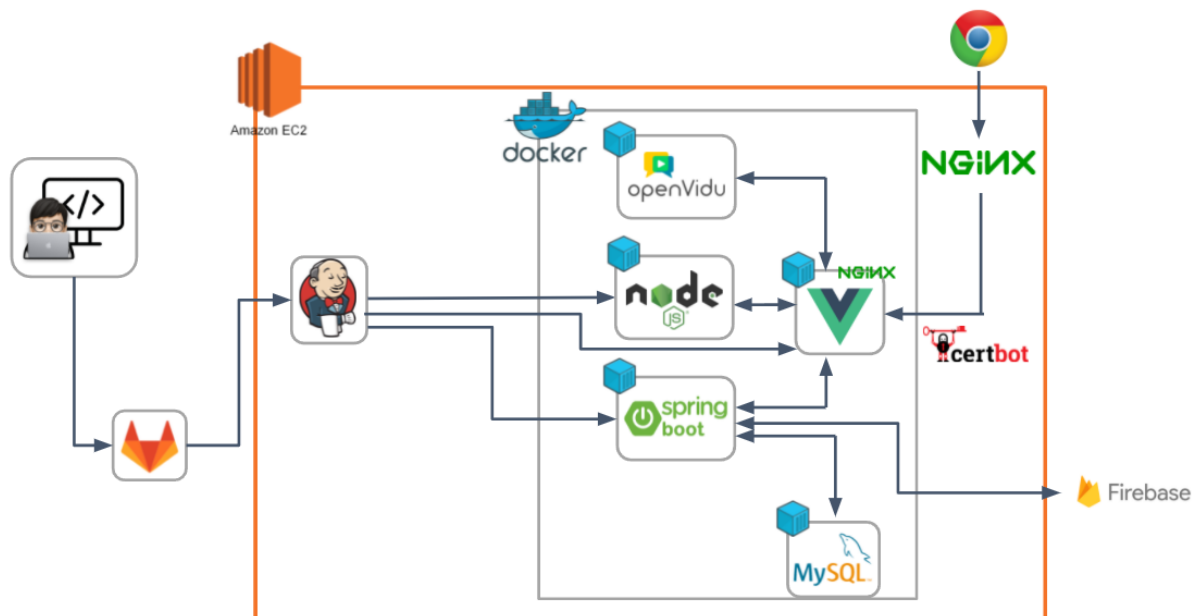 Amazon EC2
docker
NGiNX
openVidu
</>
node
JS
NGiNX
certbot
spring
boot
Firebase
MySQL